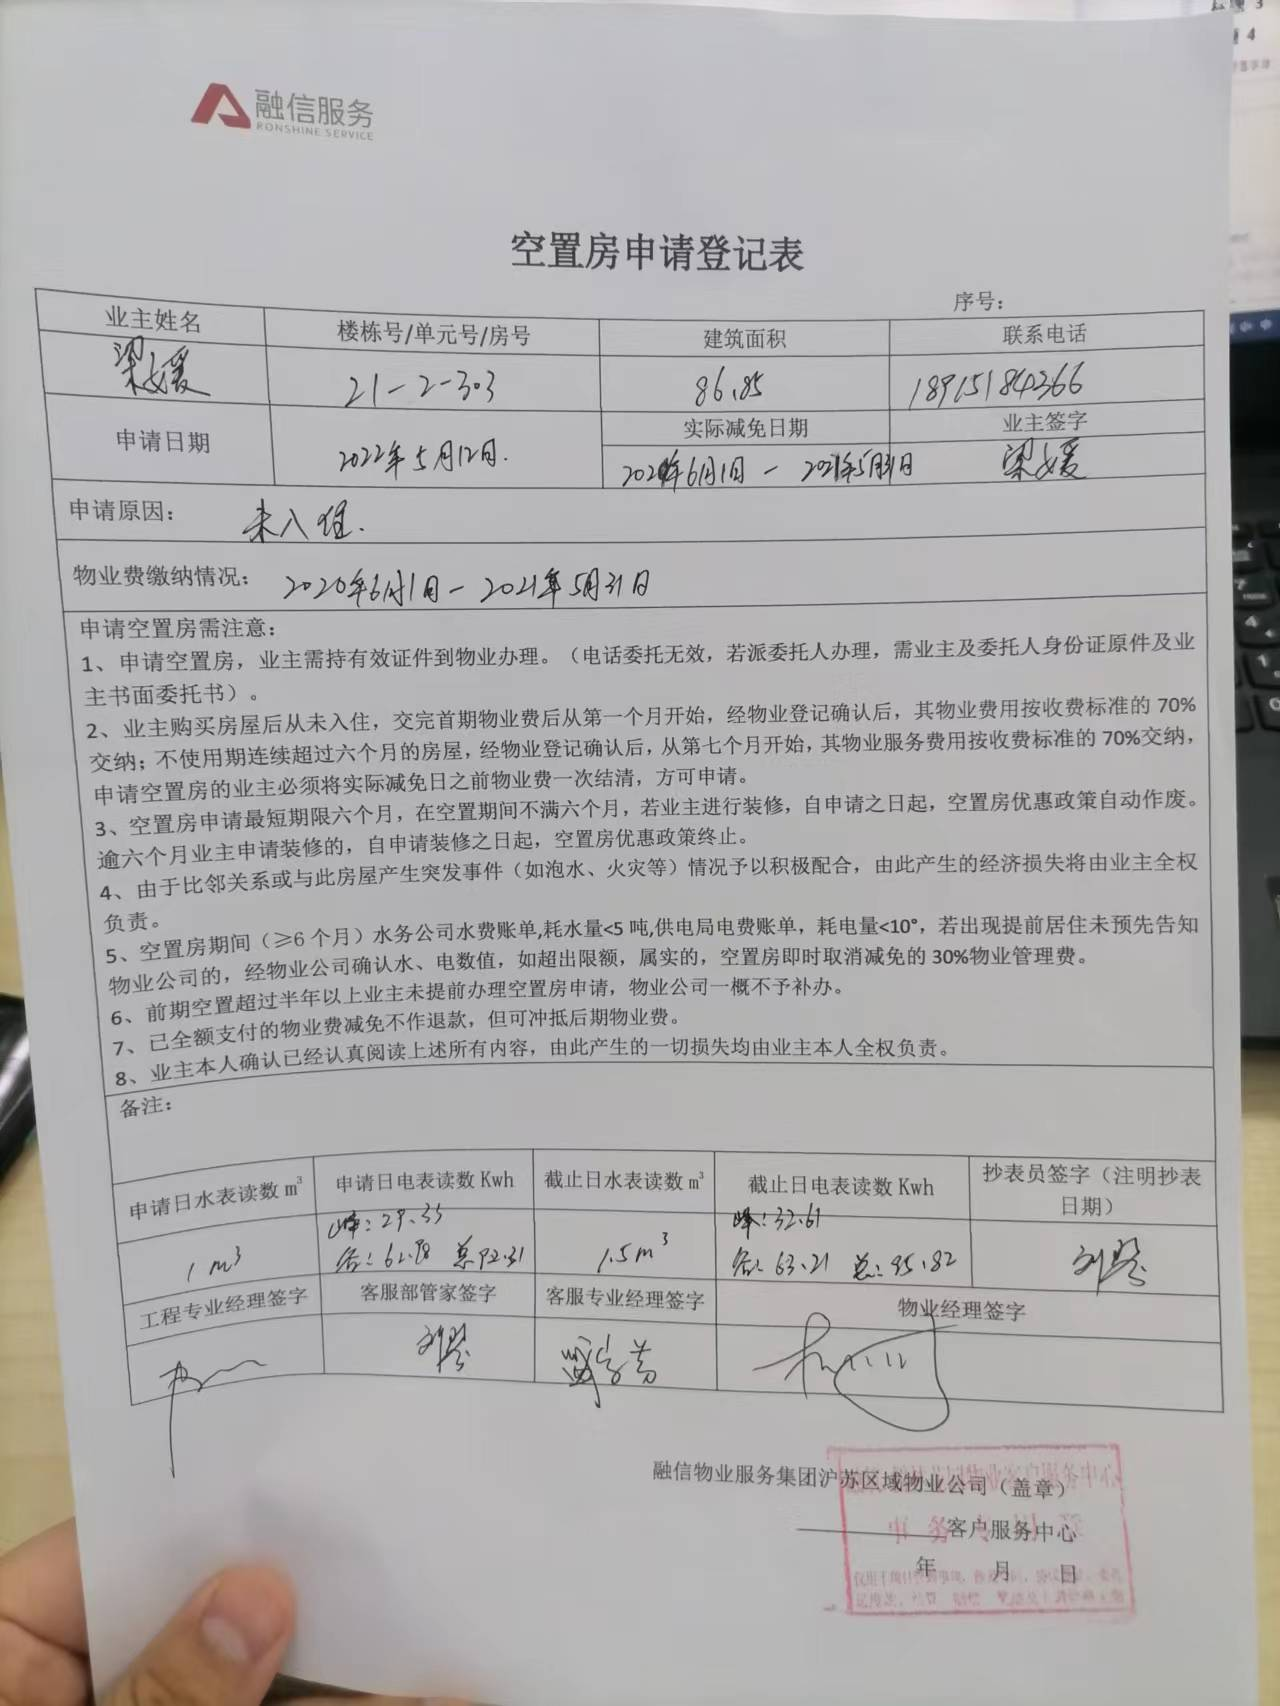 融信服务
RONSHINE SERVICE
空置房申请登记表
序号：
业主姓名 楼栋号/单元号/房号 建筑面积 联系电话
梁媛 21-2-303 86.85 18915184366
申请日期 2022年5月12日. 实际减免日期 业主签字
2020年6月1日 - 2021年5月31日 梁媛
申请原因： 未入住.
物业费缴纳情况： 2020年6月1日 - 2021年5月31日
申请空置房需注意：
1、申请空置房，业主需持有效证件到物业办理。（电话委托无效，若派委托人办理，需业主及委托人身份证原件及业
主书面委托书）。
2、业主购买房屋后从未入住，交完首期物业费后从第一个月开始，经物业登记确认后，其物业费用按收费标准的 70%
交纳；不使用期连续超过六个月的房屋，经物业登记确认后，从第七个月开始，其物业服务费用按收费标准的 70%交纳，
申请空置房的业主必须将实际减免日之前物业费一次结清，方可申请。
3、空置房申请最短期限六个月，在空置期间不满六个月，若业主进行装修，自申请之日起，空置房优惠政策自动作废。
逾六个月业主申请装修的，自申请装修之日起，空置房优惠政策终止。
4、由于比邻关系或与此房屋产生突发事件（如泡水、火灾等）情况予以积极配合，由此产生的经济损失将由业主全权
负责。
5、空置房期间（≥6 个月）水务公司水费账单,耗水量<5 吨,供电局电费账单，耗电量<10°，若出现提前居住未预先告知
物业公司的，经物业公司确认水、电数值，如超出限额，属实的，空置房即时取消减免的 30%物业管理费。
6、前期空置超过半年以上业主未提前办理空置房申请，物业公司一概不予补办。
7、已全额支付的物业费减免不作退款，但可冲抵后期物业费。
8、业主本人确认已经认真阅读上述所有内容，由此产生的一切损失均由业主本人全权负责。
备注：
申请日水表读数 m³ 申请日电表读数 Kwh 截止日水表读数 m³ 截止日电表读数 Kwh 抄表员签字（注明抄表
日期）
峰：29.33 峰：32.61
1 m³ 谷：62.98 总92.31 1.5m³ 谷：63.21 总：95.82
工程专业经理签字 客服部管家签字 客服专业经理签字 物业经理签字
融信物业服务集团沪苏区域物业公司（盖章）
客户服务中心
年 月 日